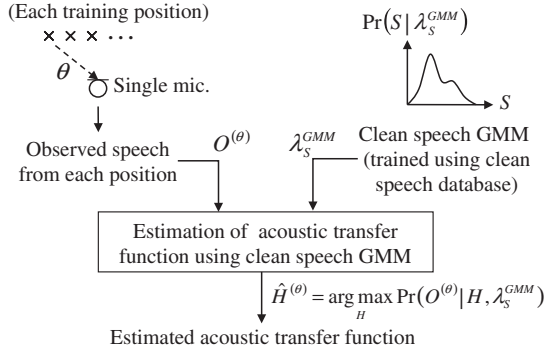 (Each training position)
× × × ...
θ
Single mic.
Pr(S | λ_S^{GMM})
S
Observed speech
from each position
O^{(θ)}
λ_S^{GMM}
Clean speech GMM
(trained using clean
speech database)
Estimation of acoustic transfer
function using clean speech GMM
Ĥ^{(θ)} = arg max_H Pr(O^{(θ)} | H, λ_S^{GMM})
Estimated acoustic transfer function